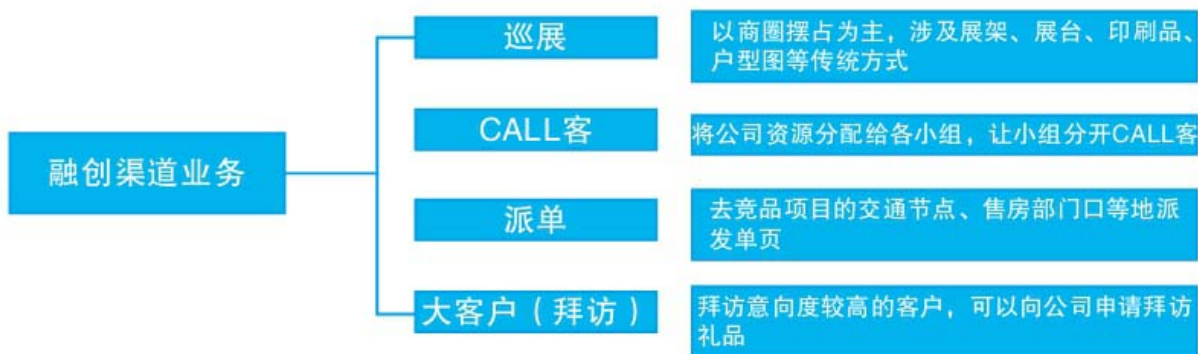 融创渠道业务
巡展
以商圈摆占为主，涉及展架、展台、印刷品、
户型图等传统方式
CALL客
将公司资源分配给各小组，让小组分开CALL客
派单
去竞品项目的交通节点、售房部门口等地派
发单页
大客户（拜访）
拜访意向度较高的客户，可以向公司申请拜访
礼品